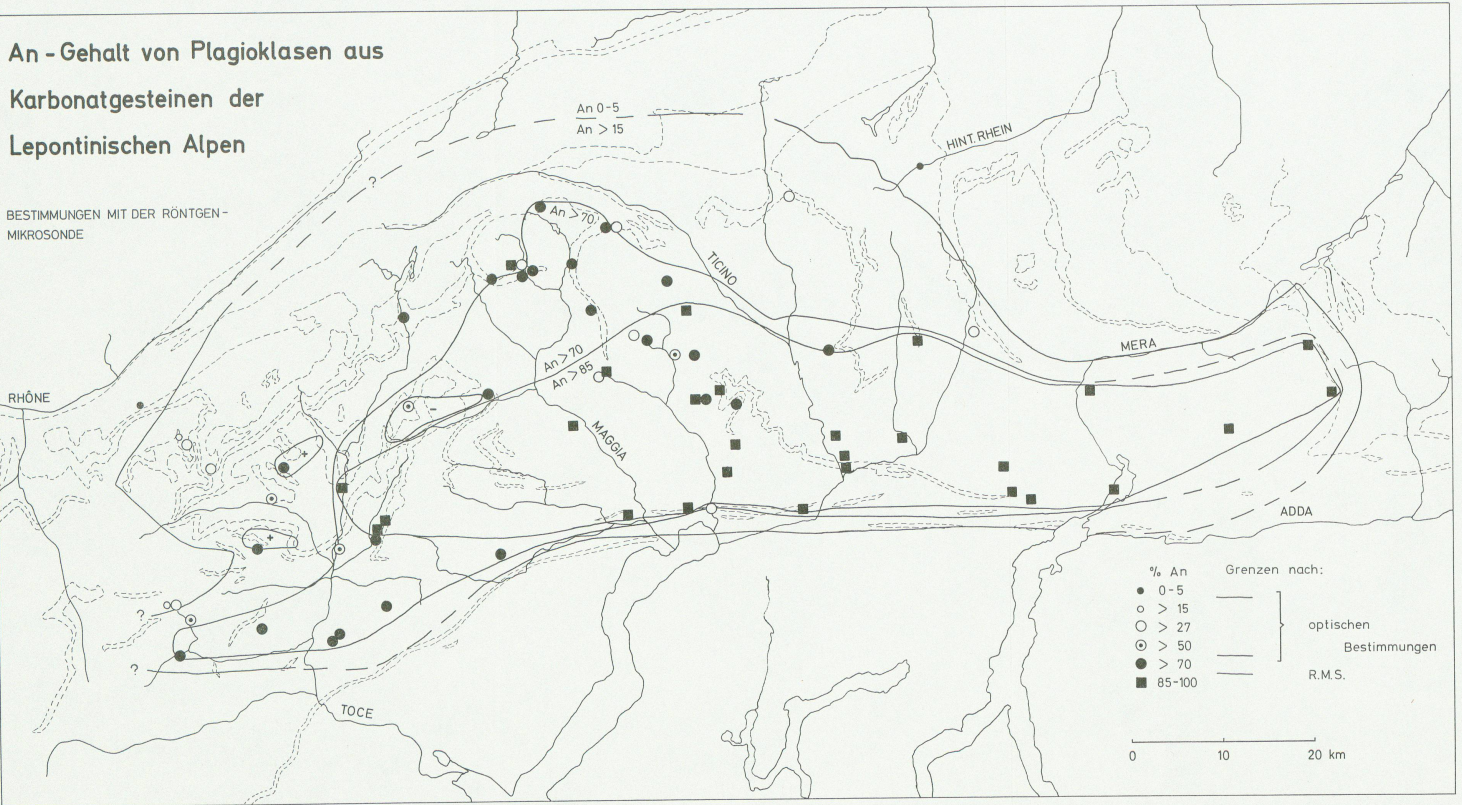 An - Gehalt von Plagioklasen aus
Karbonatgesteinen der
Lepontinischen Alpen
BESTIMMUNGEN MIT DER RÖNTGEN-
MIKROSONDE
An 0-5
An > 15
HINT. RHEIN
?
An > 70
TICINO
MERA
An > 70
An > 85
RHÔNE
-
MAGGIA
+
+
ADDA
?
?
TOCE
% An Grenzen nach:
0-5
> 15
> 27
> 50
> 70
85-100
optischen
Bestimmungen
R.M.S.
0 10 20 km